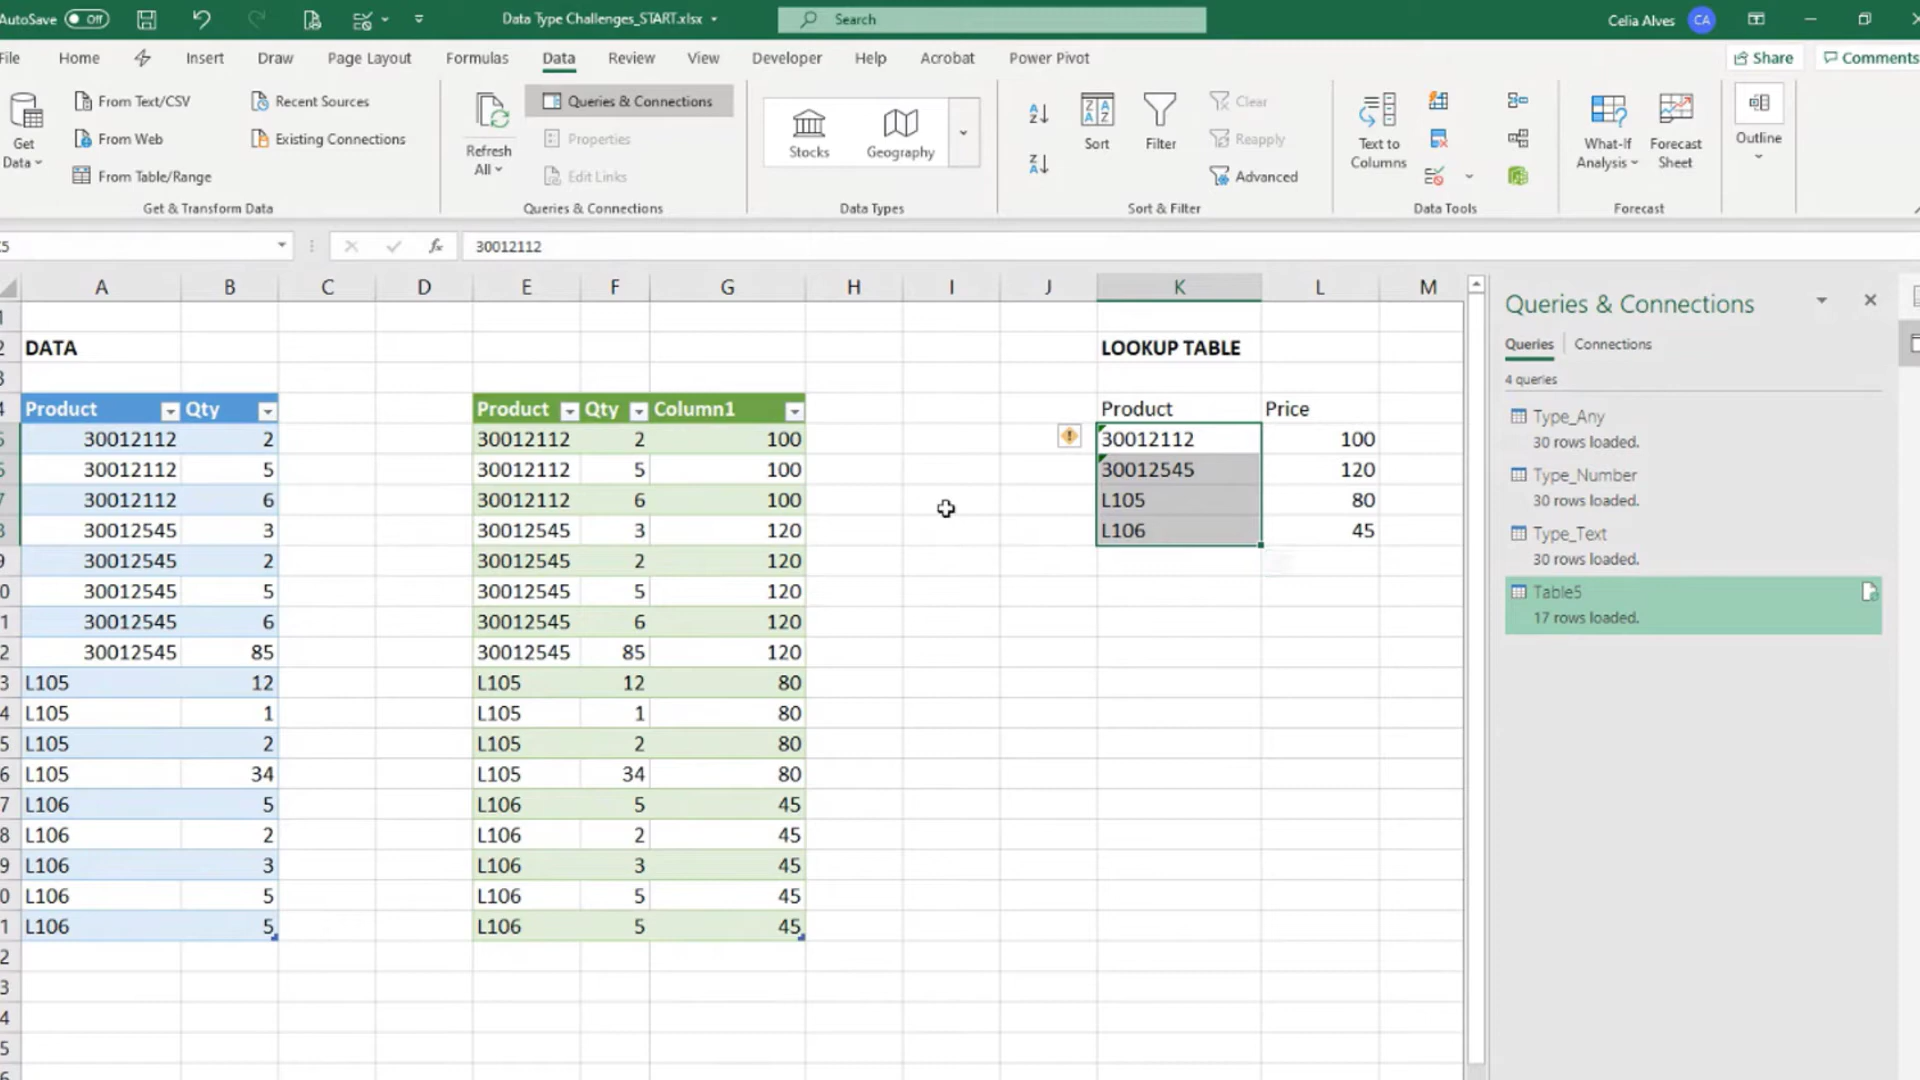 AutoSave Off Data Type Challenges_START.xlsx Search Celia Alves CA
File Home Insert Draw Page Layout Formulas Data Review View Developer Help Acrobat Power Pivot Share Comments
Get Data
From Text/CSV
From Web
From Table/Range
Recent Sources
Existing Connections
Get & Transform Data
Refresh All
Queries & Connections
Properties
Edit Links
Queries & Connections
Stocks
Geography
Data Types
Sort
Filter
Clear
Reapply
Advanced
Sort & Filter
Text to Columns
Data Tools
What-If Analysis
Forecast Sheet
Forecast
Outline
30012112
A B C D E F G H I J K L M
DATA LOOKUP TABLE
Product Qty Product Qty Column1 Product Price
30012112 2 30012112 2 100 30012112 100
30012112 5 30012112 5 100 30012545 120
30012112 6 30012112 6 100 L105 80
30012545 3 30012545 3 120 L106 45
30012545 2 30012545 2 120
30012545 5 30012545 5 120
30012545 6 30012545 6 120
30012545 85 30012545 85 120
L105 12 L105 12 80
L105 1 L105 1 80
L105 2 L105 2 80
L105 34 L105 34 80
L106 5 L106 5 45
L106 2 L106 2 45
L106 3 L106 3 45
L106 5 L106 5 45
L106 5 L106 5 45
Queries & Connections
Queries Connections
4 queries
Type_Any
30 rows loaded.
Type_Number
30 rows loaded.
Type_Text
30 rows loaded.
Table5
17 rows loaded.